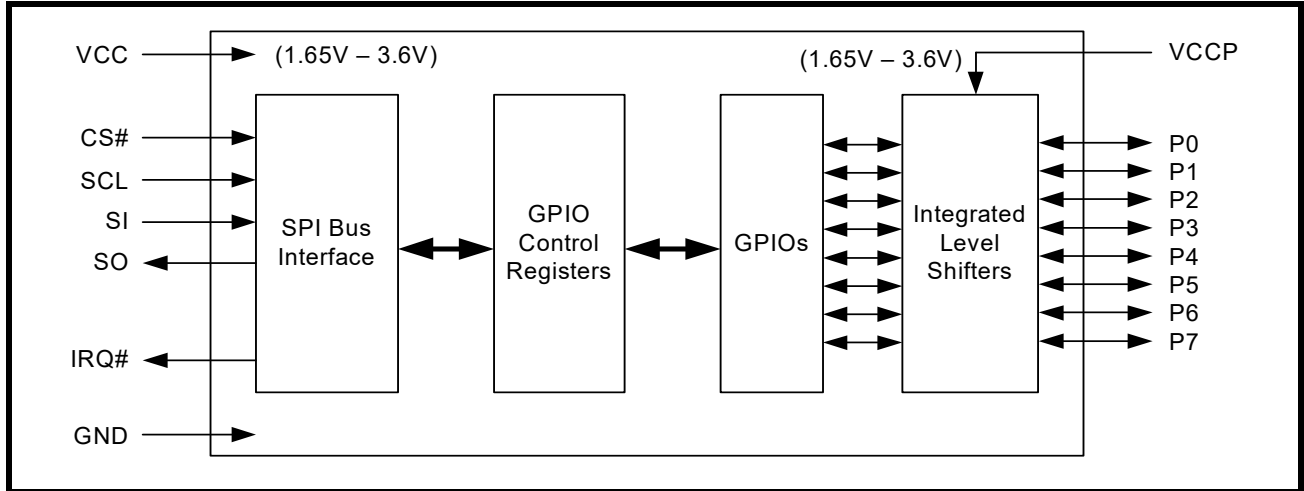 VCC
(1.65V – 3.6V)
(1.65V – 3.6V)
VCCP
CS#
SCL
SI
SO
IRQ#
GND
SPI Bus
Interface
GPIO
Control
Registers
GPIOs
Integrated
Level
Shifters
P0
P1
P2
P3
P4
P5
P6
P7